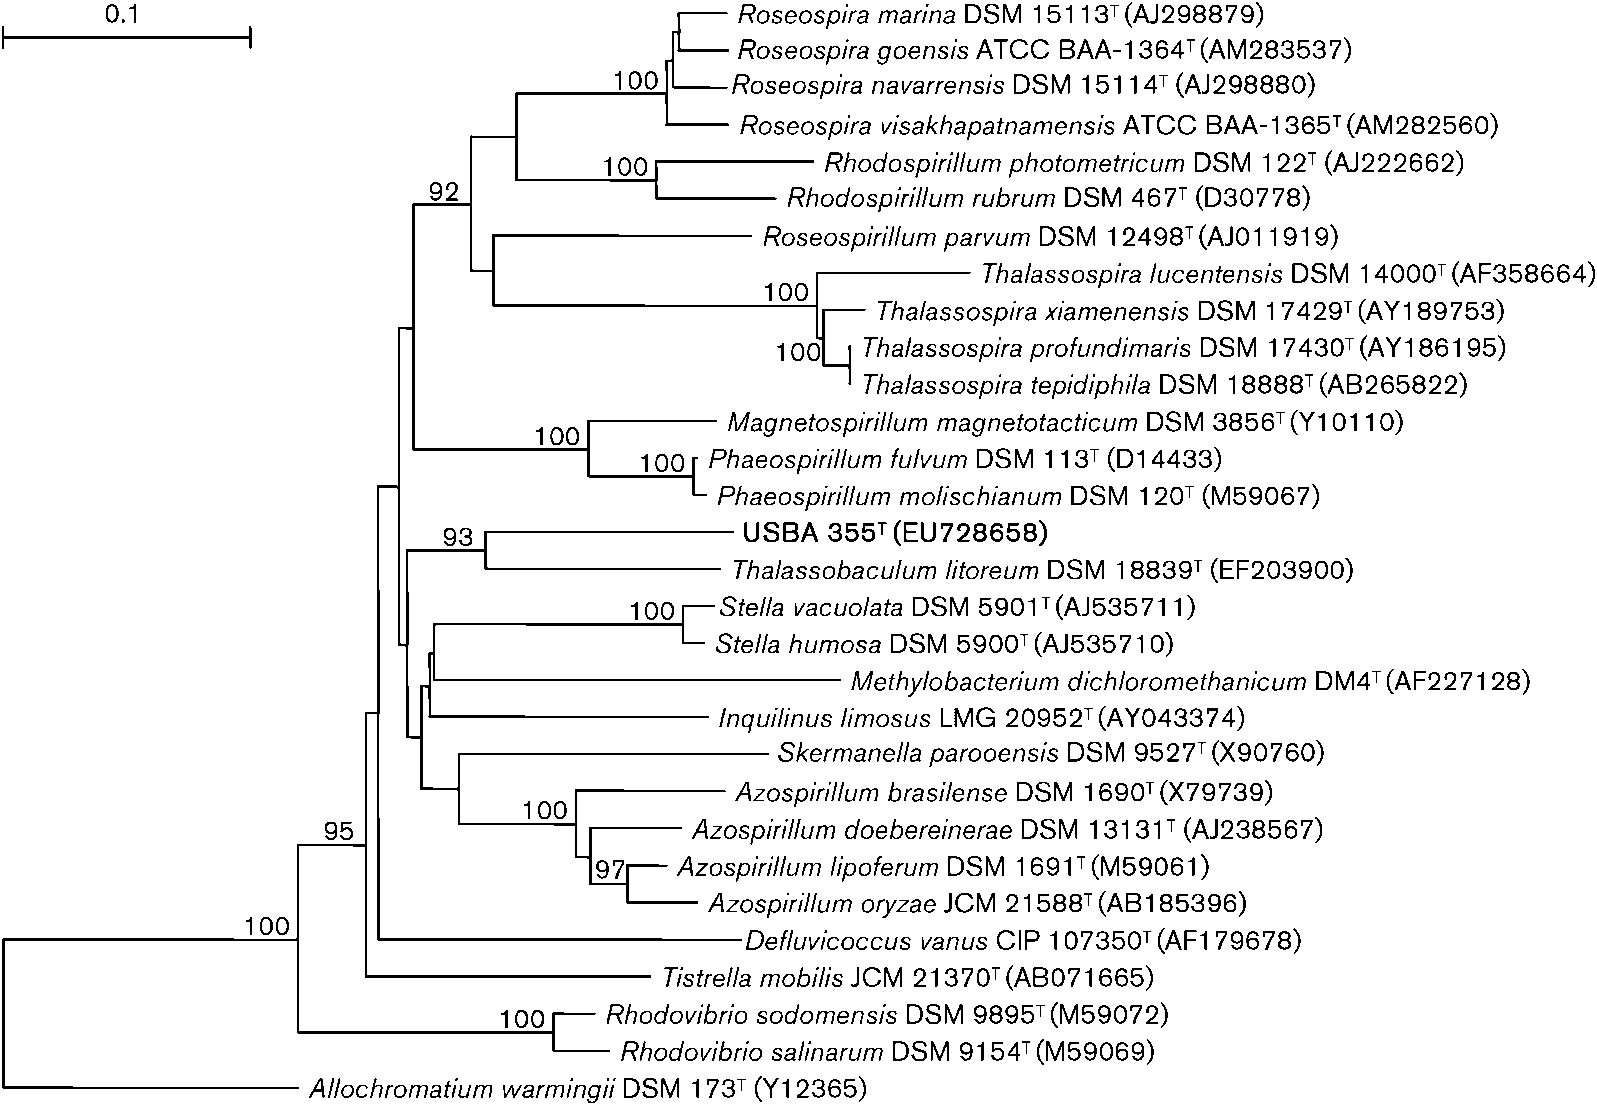 0.1
Roseospira marina DSM 15113ᵀ (AJ298879)
Roseospira goensis ATCC BAA-1364ᵀ (AM283537)
100
Roseospira navarrensis DSM 15114ᵀ (AJ298880)
Roseospira visakhapatnamensis ATCC BAA-1365ᵀ (AM282560)
100
Rhodospirillum photometricum DSM 122ᵀ (AJ222662)
92
Rhodospirillum rubrum DSM 467ᵀ (D30778)
Roseospirillum parvum DSM 12498ᵀ (AJ011919)
Thalassospira lucentensis DSM 14000ᵀ (AF358664)
100
Thalassospira xiamenensis DSM 17429ᵀ (AY189753)
100
Thalassospira profundimaris DSM 17430ᵀ (AY186195)
Thalassospira tepidiphila DSM 18888ᵀ (AB265822)
Magnetospirillum magnetotacticum DSM 3856ᵀ (Y10110)
100
100
Phaeospirillum fulvum DSM 113ᵀ (D14433)
Phaeospirillum molischianum DSM 120ᵀ (M59067)
93
USBA 355ᵀ (EU728658)
Thalassobaculum litoreum DSM 18839ᵀ (EF203900)
100
Stella vacuolata DSM 5901ᵀ (AJ535711)
Stella humosa DSM 5900ᵀ (AJ535710)
Methylobacterium dichloromethanicum DM4ᵀ (AF227128)
Inquilinus limosus LMG 20952ᵀ (AY043374)
Skermanella parooensis DSM 9527ᵀ (X90760)
Azospirillum brasilense DSM 1690ᵀ (X79739)
100
95
Azospirillum doebereinerae DSM 13131ᵀ (AJ238567)
97
Azospirillum lipoferum DSM 1691ᵀ (M59061)
Azospirillum oryzae JCM 21588ᵀ (AB185396)
100
Defluvicoccus vanus CIP 107350ᵀ (AF179678)
Tistrella mobilis JCM 21370ᵀ (AB071665)
100
Rhodovibrio sodomensis DSM 9895ᵀ (M59072)
Rhodovibrio salinarum DSM 9154ᵀ (M59069)
Allochromatium warmingii DSM 173ᵀ (Y12365)